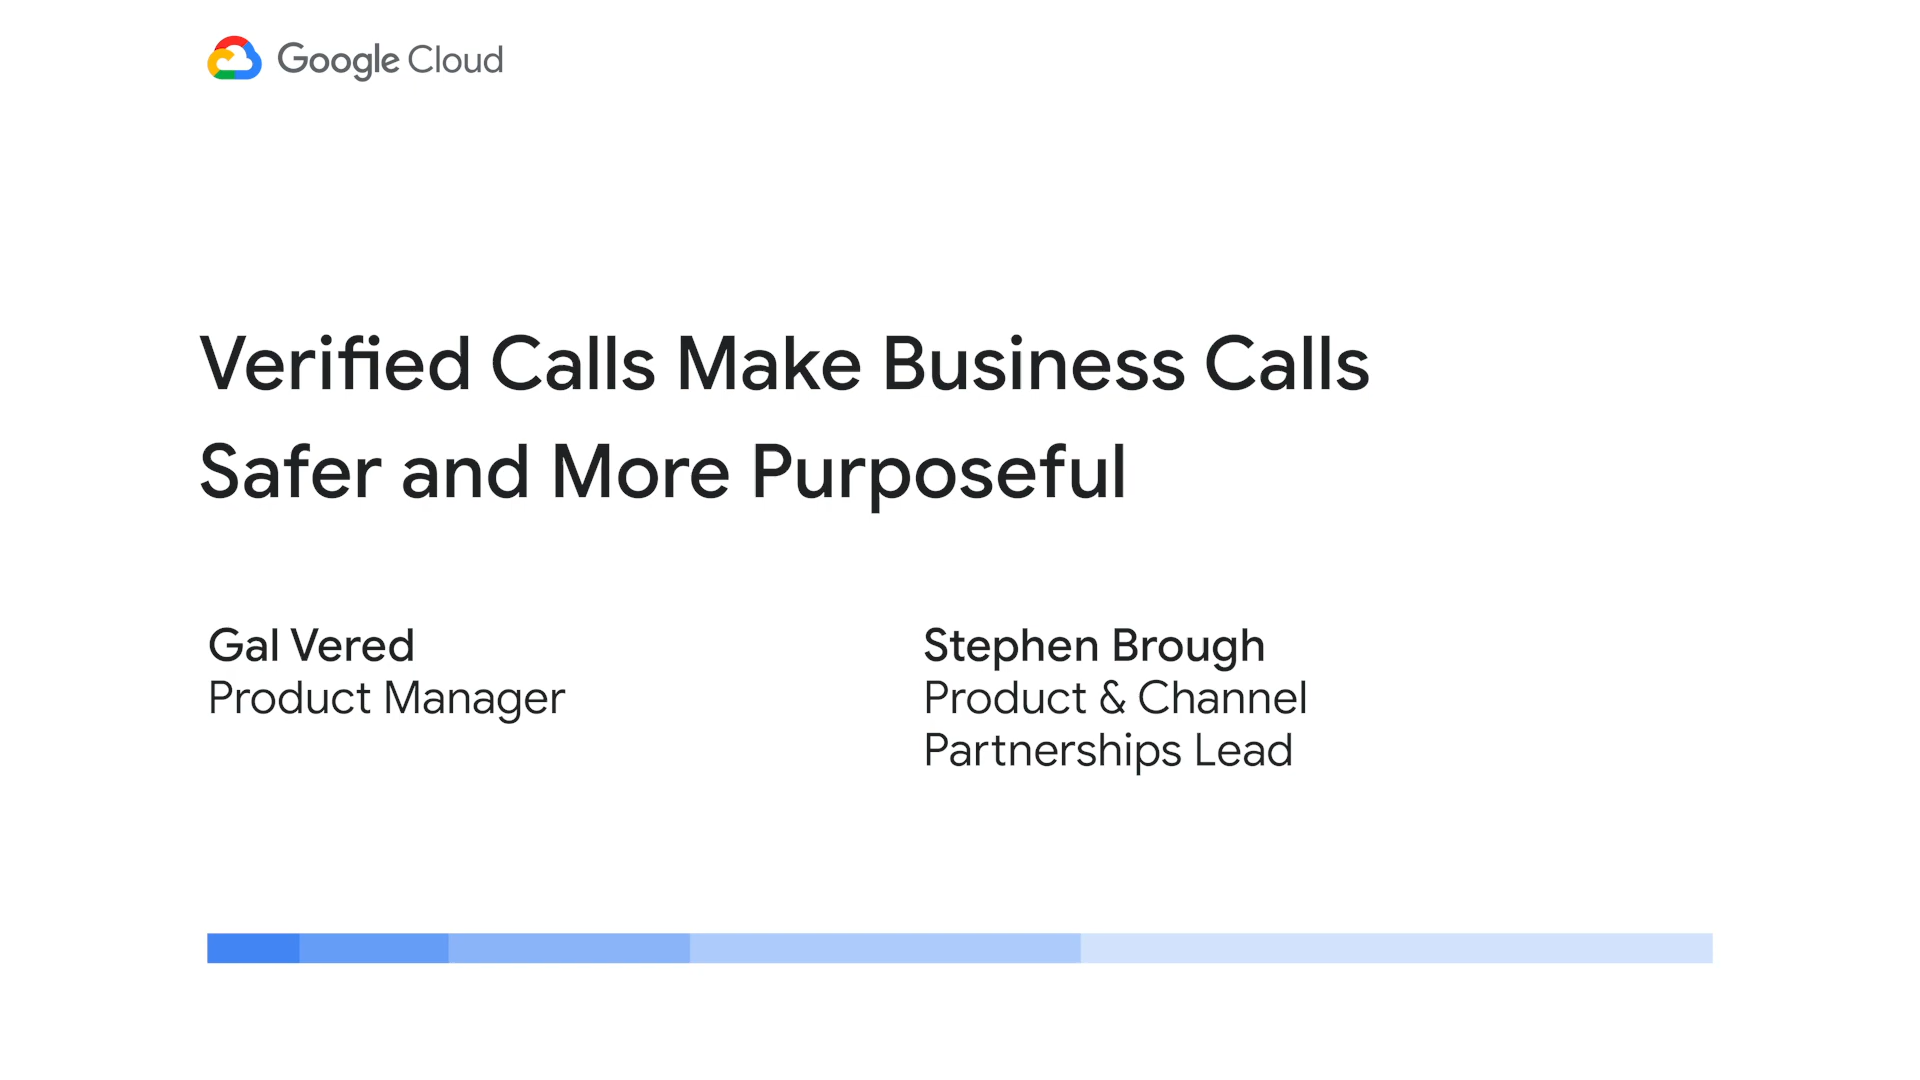 Google Cloud
Verified Calls Make Business Calls
Safer and More Purposeful
Gal Vered
Product Manager
Stephen Brough
Product & Channel
Partnerships Lead